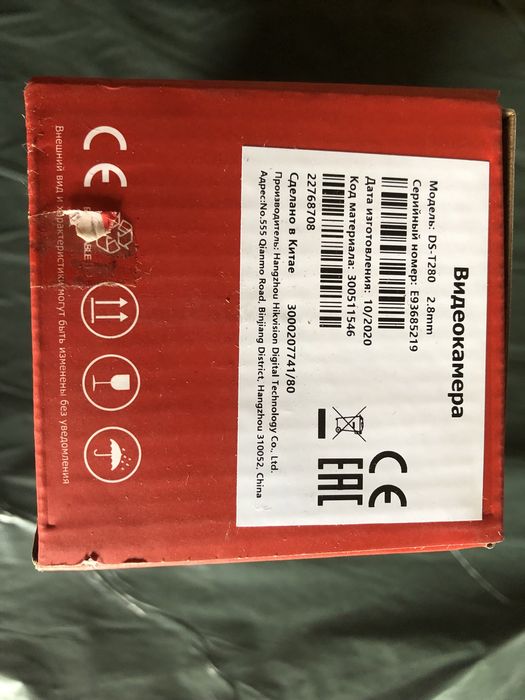 Видеокамера
Модель: DS-T280 2.8mm
Серийный номер: E93685219
Дата изготовления: 10/2020
Код материала: 300511546
22768708
Сделано в Китае 3000207741/80
Производитель: Hangzhou Hikvision Digital Technology Co., Ltd.
Адрес:No.555 Qianmo Road, Binjiang District, Hangzhou 310052, China
CE
EAC
CE
Внешний вид и характеристики могут быть изменены без уведомления